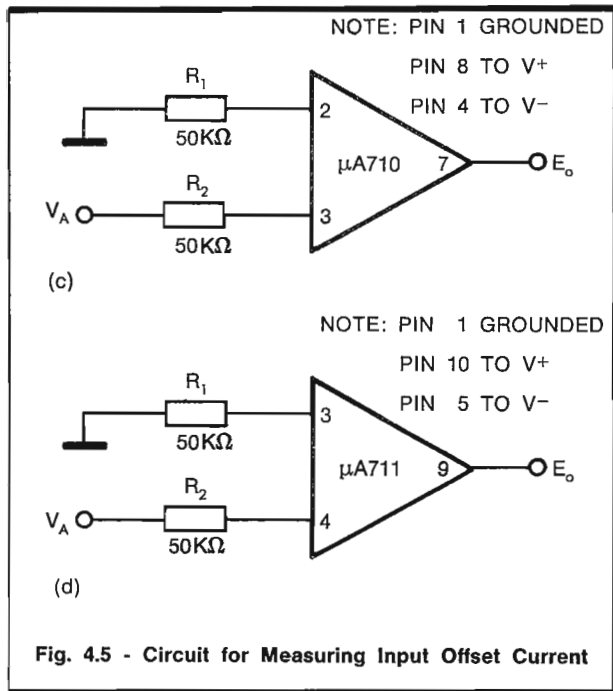 NOTE: PIN 1 GROUNDED
PIN 8 TO V+
PIN 4 TO V−
R1
50KΩ
2
μA710
7
Eo
VA
R2
50KΩ
3
(c)
NOTE: PIN 1 GROUNDED
PIN 10 TO V+
PIN 5 TO V−
R1
50KΩ
3
μA711
9
Eo
VA
R2
50KΩ
4
(d)
Fig. 4.5 - Circuit for Measuring Input Offset Current